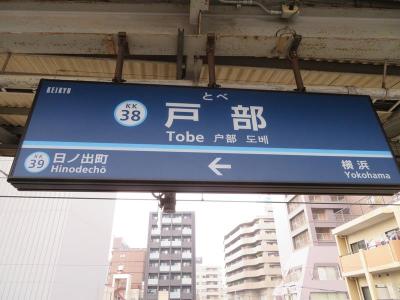 KEIKYU
とべ
KK
38
戸部
Tobe 户部 도베
KK
39
日ノ出町
Hinodechō
←
横浜
Yokohama